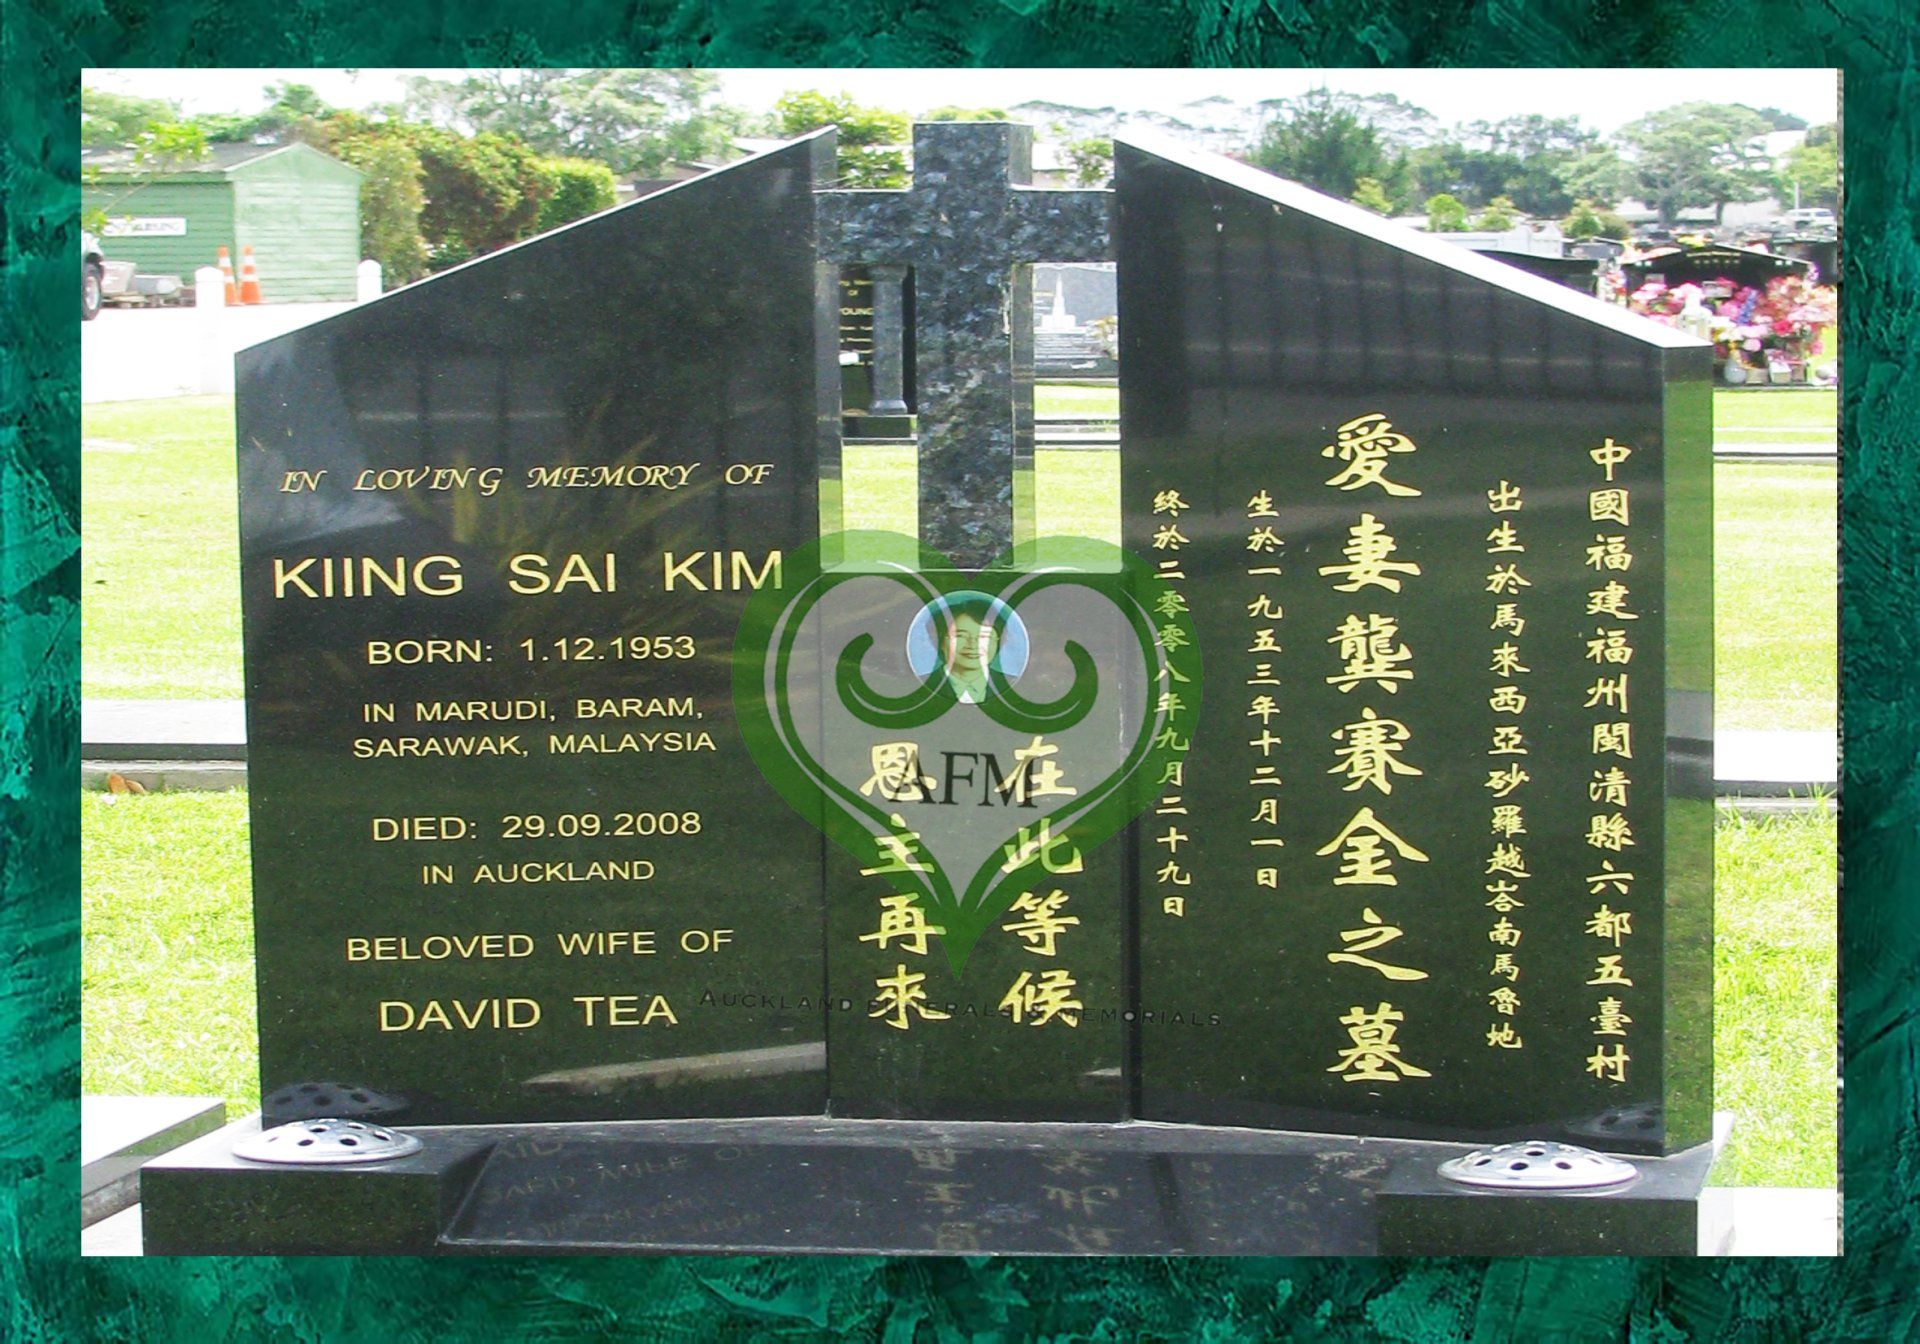 IN LOVING MEMORY OF
KIING SAI KIM
BORN: 1.12.1953
IN MARUDI, BARAM,
SARAWAK, MALAYSIA
DIED: 29.09.2008
IN AUCKLAND
BELOVED WIFE OF
DAVID TEA
在此等候
恩主再來
AFM
AUCKLAND FUNERALS & MEMORIALS
中國福建福州閩清縣六都五臺村
出生於馬來西亞砂羅越峇南馬魯地
愛妻龔賽金之墓
生於一九五三年十二月一日
終於二零零八年九月二十九日